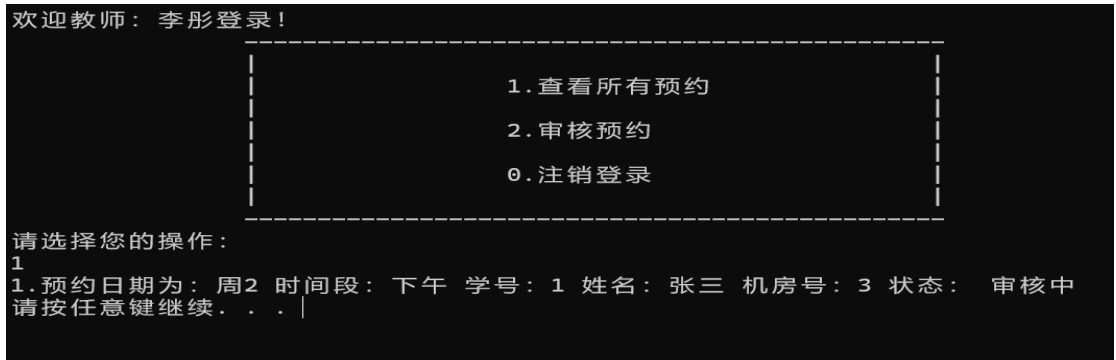 欢迎教师: 李彤登录!
1.查看所有预约
2.审核预约
0.注销登录
请选择您的操作:
1
1.预约日期为: 周2 时间段: 下午 学号: 1 姓名: 张三 机房号: 3 状态:  审核中
请按任意键继续. . .